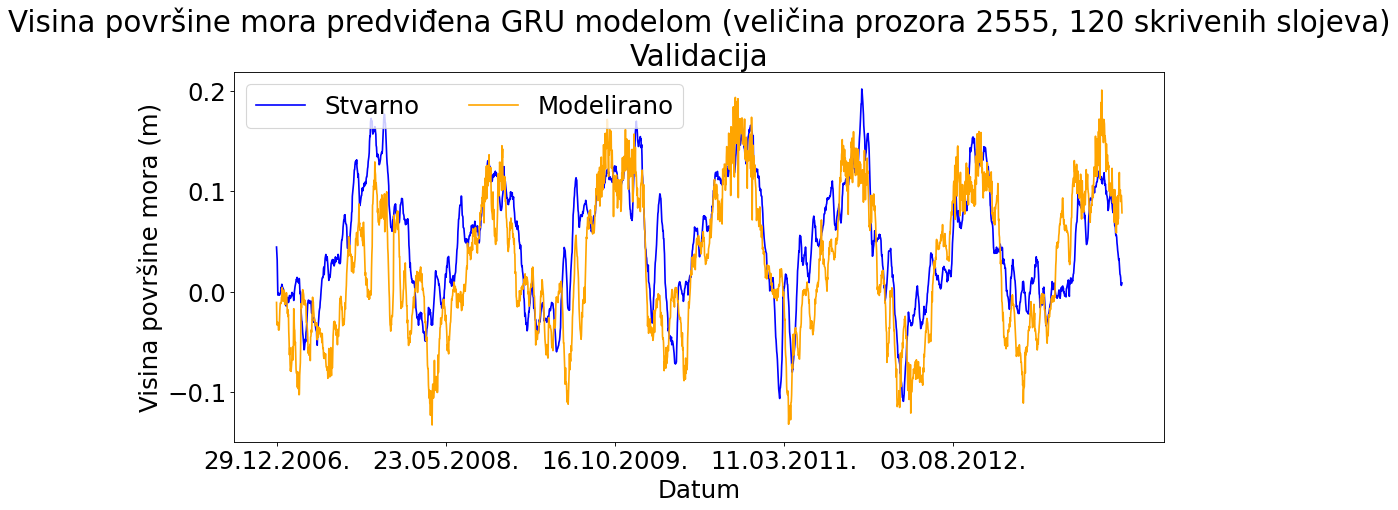 Visina površine mora predviđena GRU modelom (veličina prozora 2555, 120 skrivenih slojeva)
Validacija
Stvarno Modelirano
Visina površine mora (m)
0.2
0.1
0.0
−0.1
29.12.2006. 23.05.2008. 16.10.2009. 11.03.2011. 03.08.2012.
Datum